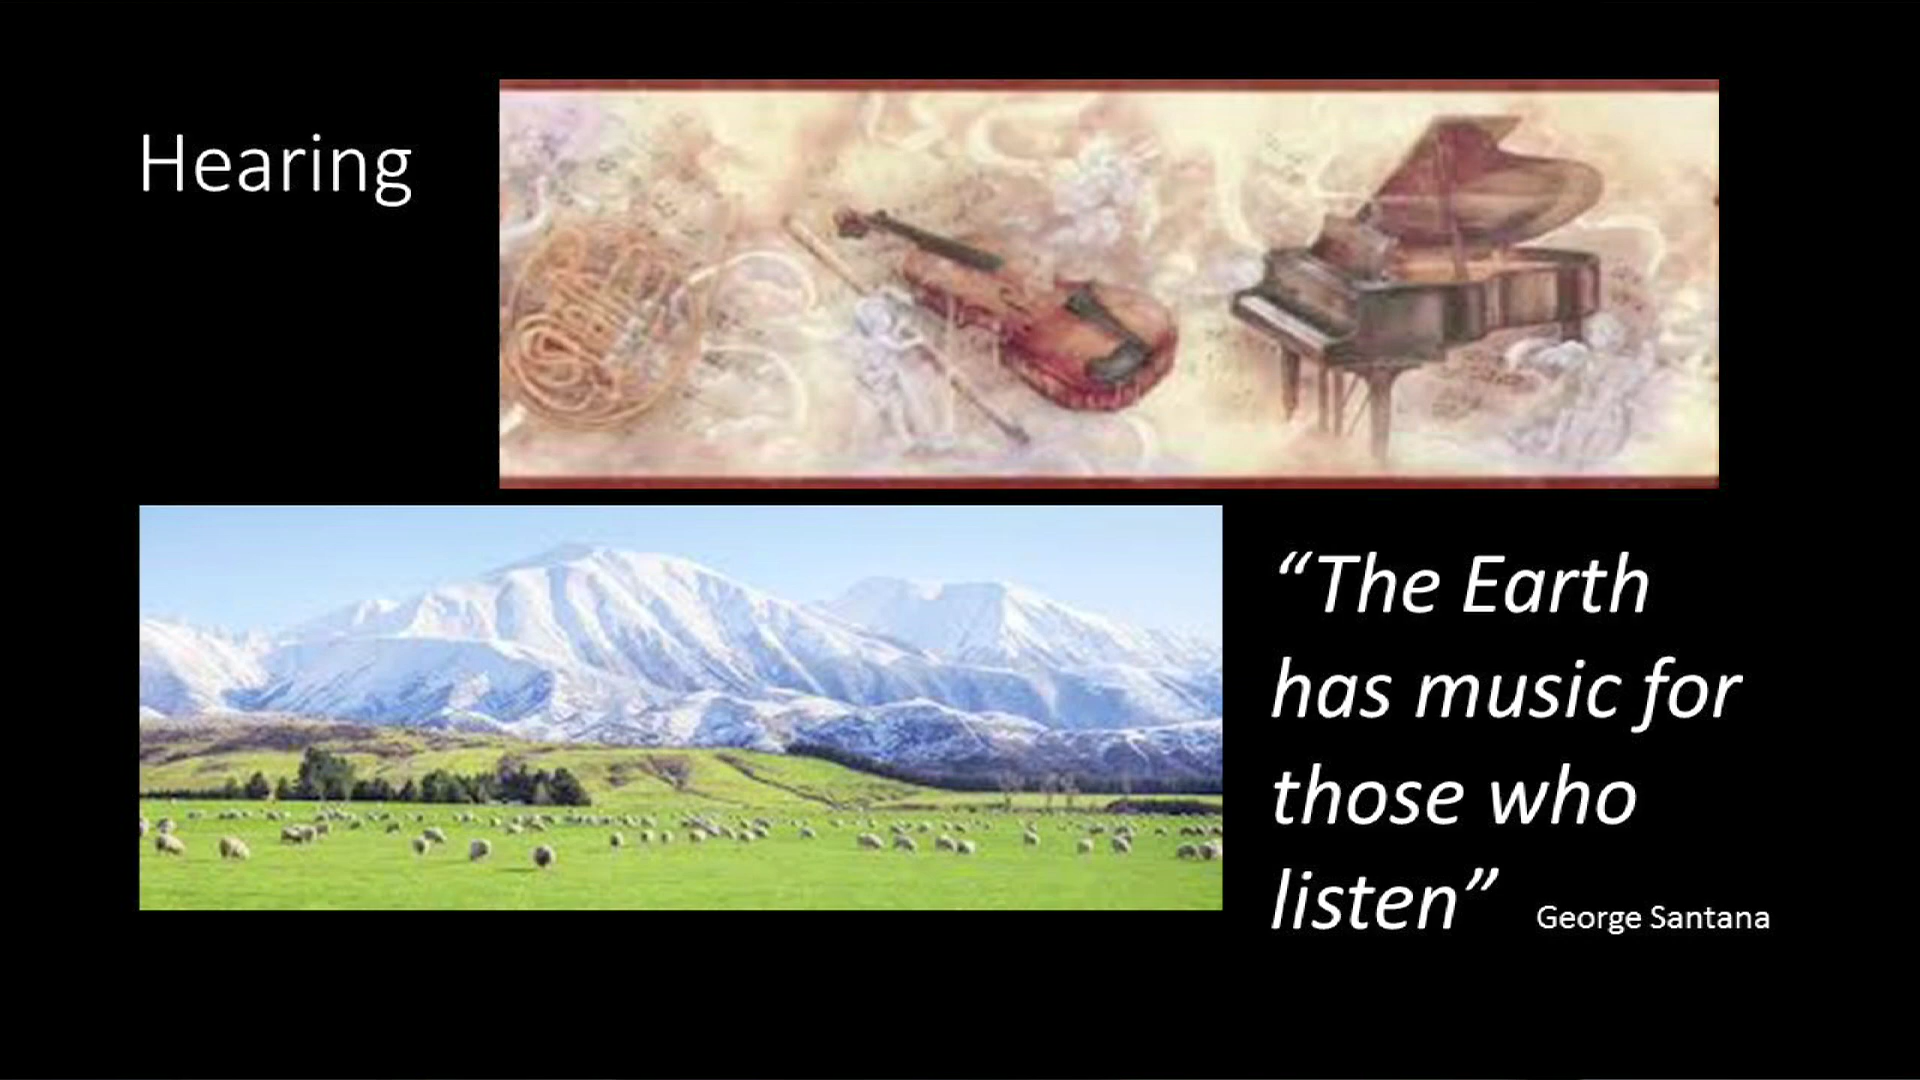 Hearing
“The Earth
has music for
those who
listen” George Santana